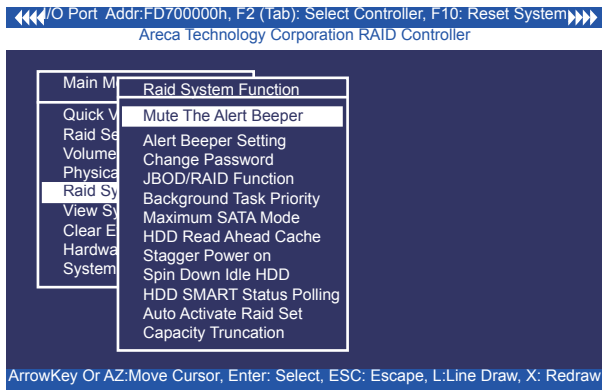 I/O Port Addr:FD700000h, F2 (Tab): Select Controller, F10: Reset System
Areca Technology Corporation RAID Controller
Main M
Quick V
Raid Se
Volume
Physica
Raid Sy
View Sy
Clear E
Hardwa
System
Raid System Function
Mute The Alert Beeper
Alert Beeper Setting
Change Password
JBOD/RAID Function
Background Task Priority
Maximum SATA Mode
HDD Read Ahead Cache
Stagger Power on
Spin Down Idle HDD
HDD SMART Status Polling
Auto Activate Raid Set
Capacity Truncation
ArrowKey Or AZ:Move Cursor, Enter: Select, ESC: Escape, L:Line Draw, X: Redraw